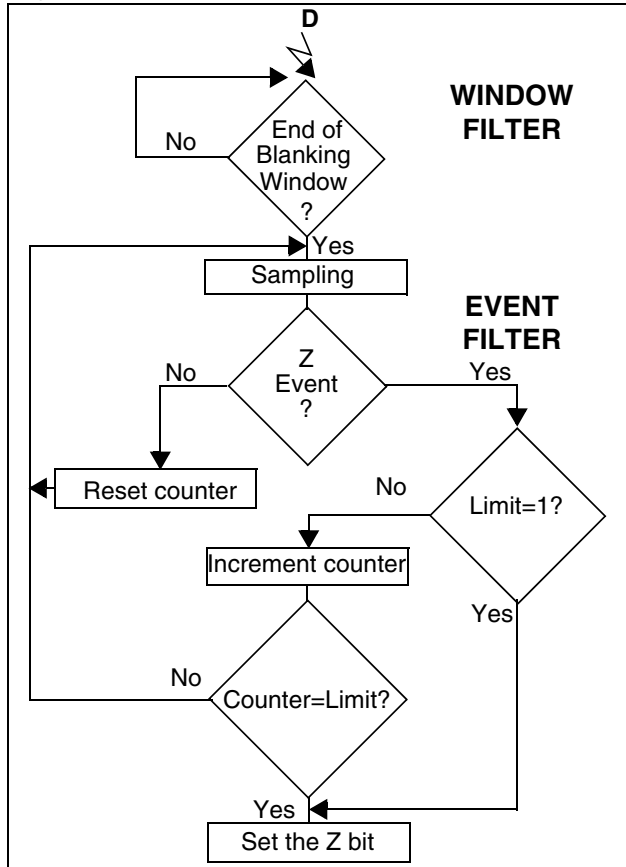 D
WINDOW
FILTER
End of
Blanking
Window
?
No
Yes
Sampling
EVENT
FILTER
Z
Event
?
No
Yes
Reset counter
No
Limit=1?
Increment counter
Yes
No
Counter=Limit?
Yes
Set the Z bit